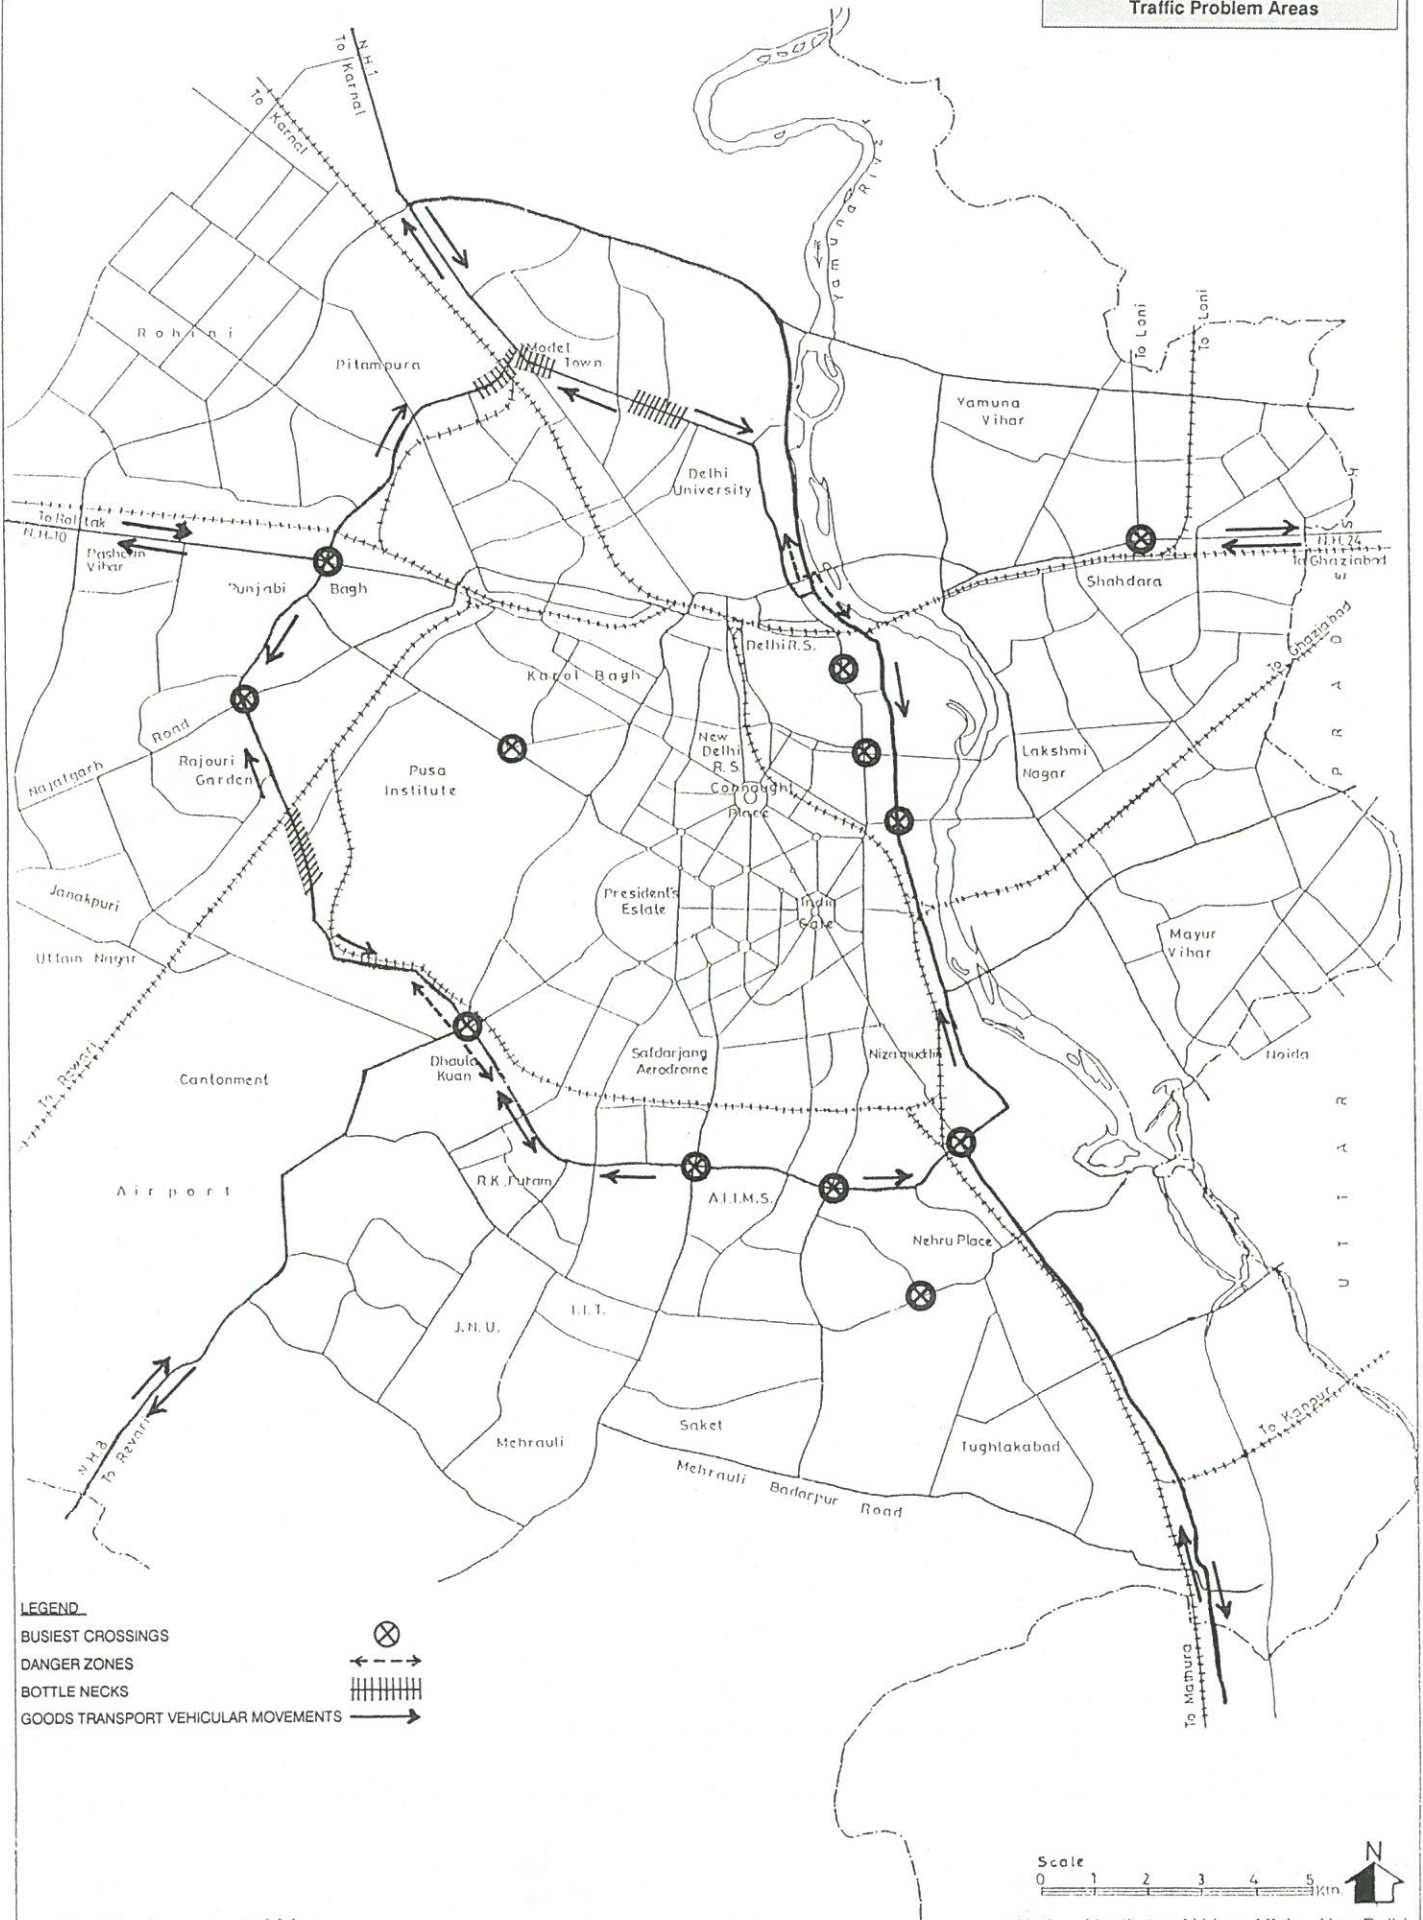 Traffic Problem Areas
N.H.1
To Karnal
To Karnal
Yamuna River
To Loni
To Loni
Rohini
Pitampura
Model
Town
Yamuna
Vihar
Delhi
University
To Rohtak
N.H-10
Pashchim
Vihar
N.H.24
To Ghaziabad
Shahdara
Punjabi Bagh
Delhi R.S.
To Ghaziabad
Karol Bagh
Najafgarh Road
Rajouri
Garden
Pusa
Institute
New
Delhi
R.S.
Connaught
Place
Lakshmi
Nagar
PRADESH
Janakpuri
President's
Estate
India
Gate
Mayur
Vihar
Uttam Nagar
To Rewari
Cantonment
Dhaula
Kuan
Safdarjang
Aerodrome
Nizamuddin
Noida
UTTAR
Airport
R.K. Puram
A.I.I.M.S.
Nehru Place
I.I.T.
J.N.U.
N.H.8
To Revari
Mehrauli
Saket
Tughlakabad
To Kanpur
Mehrauli Badarpur Road
To Mathura
LEGEND
BUSIEST CROSSINGS
DANGER ZONES
BOTTLE NECKS
GOODS TRANSPORT VEHICULAR MOVEMENTS
Scale
0 1 2 3 4 5 Km.
N